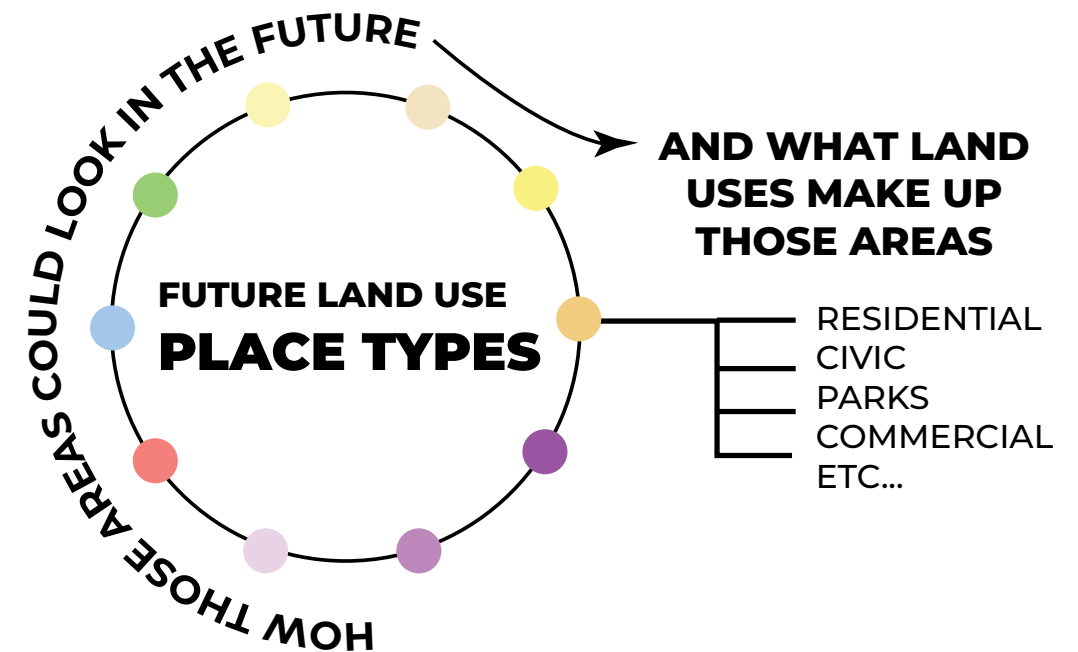 HOW THOSE AREAS COULD LOOK IN THE FUTURE
FUTURE LAND USE
PLACE TYPES
AND WHAT LAND
USES MAKE UP
THOSE AREAS
RESIDENTIAL
CIVIC
PARKS
COMMERCIAL
ETC...